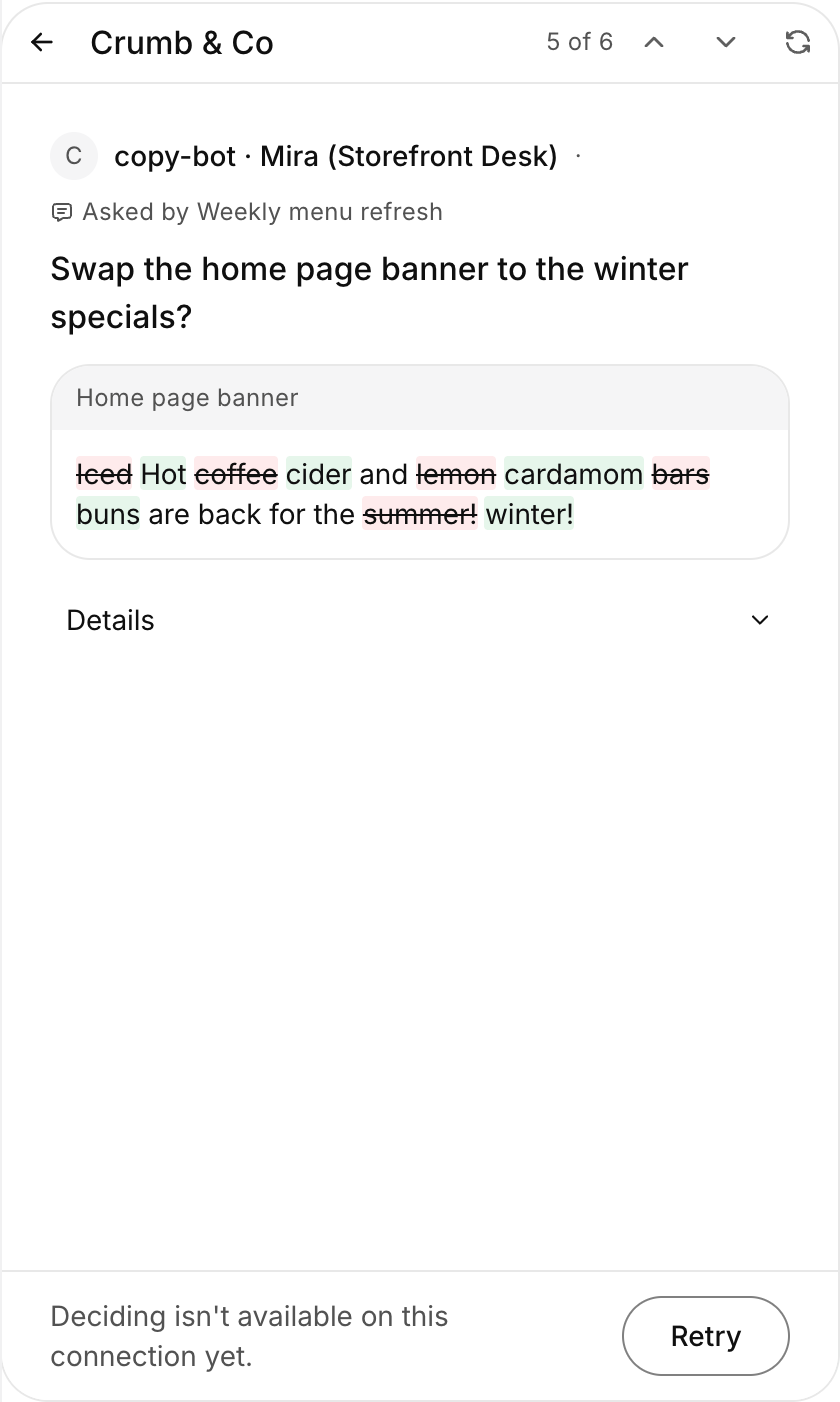 Crumb & Co
5 of 6
C
copy-bot · Mira (Storefront Desk) ·
Asked by Weekly menu refresh
Swap the home page banner to the winter
specials?
Home page banner
Iced Hot coffee cider and lemon cardamom bars
buns are back for the summer! winter!
Details
Deciding isn't available on this
connection yet.
Retry